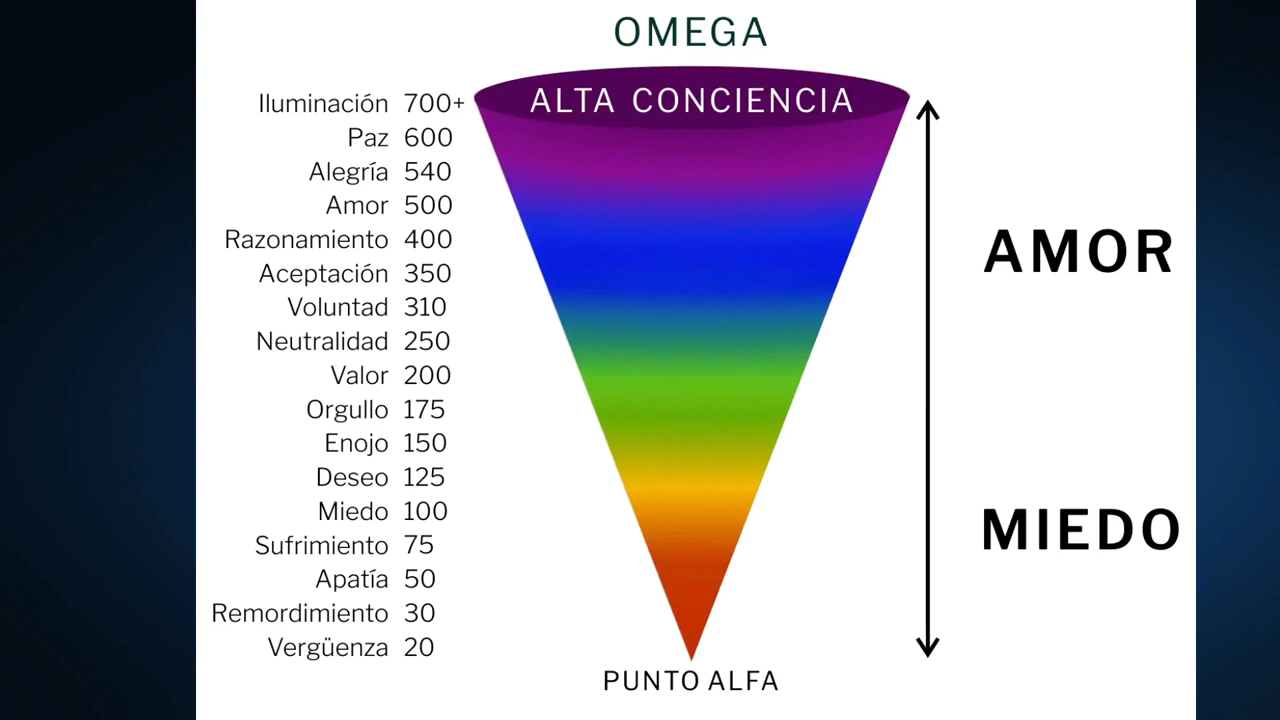 OMEGA
ALTA CONCIENCIA
Iluminación 700+
Paz 600
Alegría 540
Amor 500
Razonamiento 400
Aceptación 350
Voluntad 310
Neutralidad 250
Valor 200
Orgullo 175
Enojo 150
Deseo 125
Miedo 100
Sufrimiento 75
Apatía 50
Remordimiento 30
Vergüenza 20
AMOR
MIEDO
PUNTO ALFA